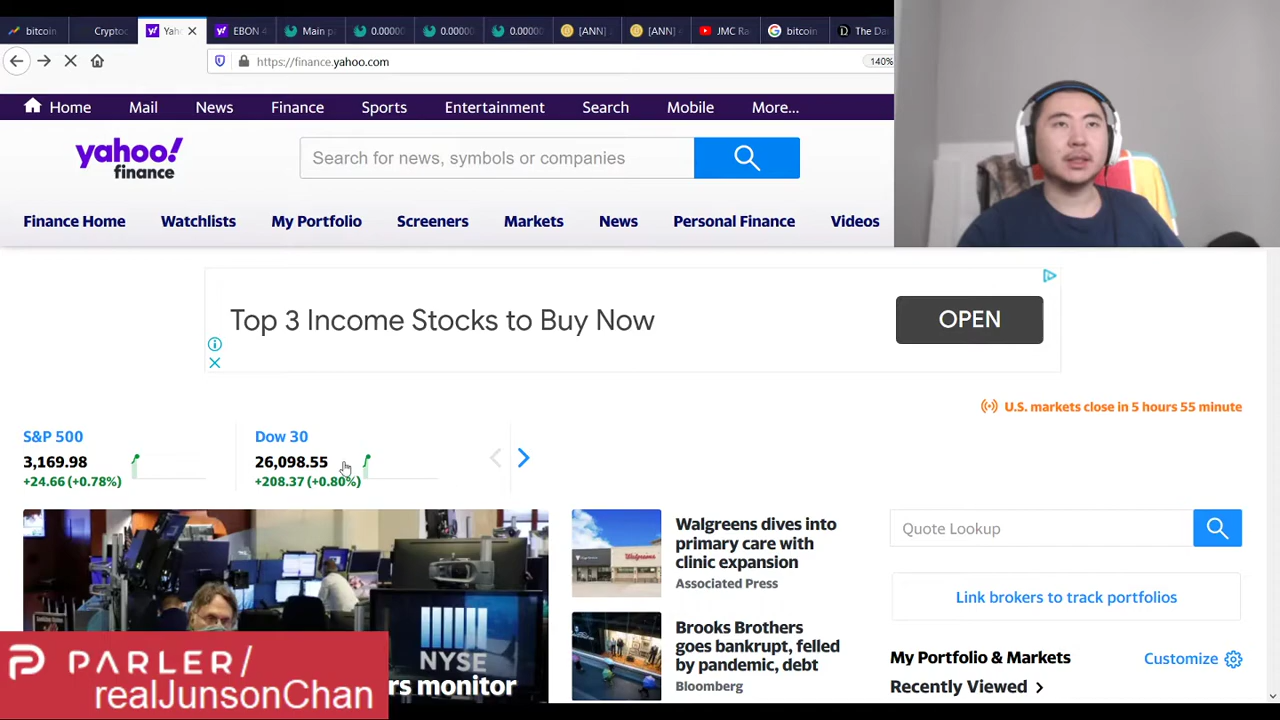 bitcoin
Crypto
Yah
EBON 4
Main p
0.00000
0.00000
0.00000
[ANN]
[ANN]
JMC Ra
bitcoin
The Da
https://finance.yahoo.com
140%
Home
Mail
News
Finance
Sports
Entertainment
Search
Mobile
More...
yahoo!
finance
Search for news, symbols or companies
Finance Home
Watchlists
My Portfolio
Screeners
Markets
News
Personal Finance
Videos
Top 3 Income Stocks to Buy Now
OPEN
U.S. markets close in 5 hours 55 minute
S&P 500
3,169.98
+24.66 (+0.78%)
Dow 30
26,098.55
+208.37 (+0.80%)
NYSE
rs monitor
Walgreens dives into
primary care with
clinic expansion
Associated Press
Brooks Brothers
goes bankrupt, felled
by pandemic, debt
Bloomberg
Quote Lookup
Link brokers to track portfolios
My Portfolio & Markets
Customize
Recently Viewed
PARLER/
realJunsonChan